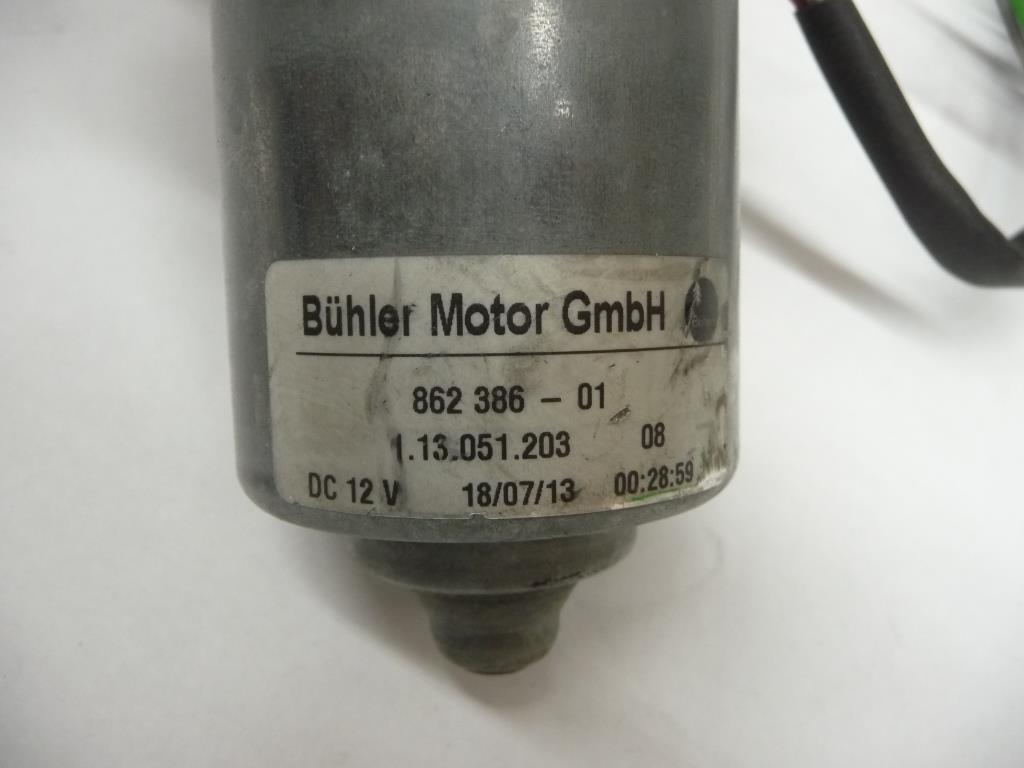 Bühler Motor GmbH
862 386 – 01
1.13.051.203 08
DC 12 V 18/07/13 00:28:59